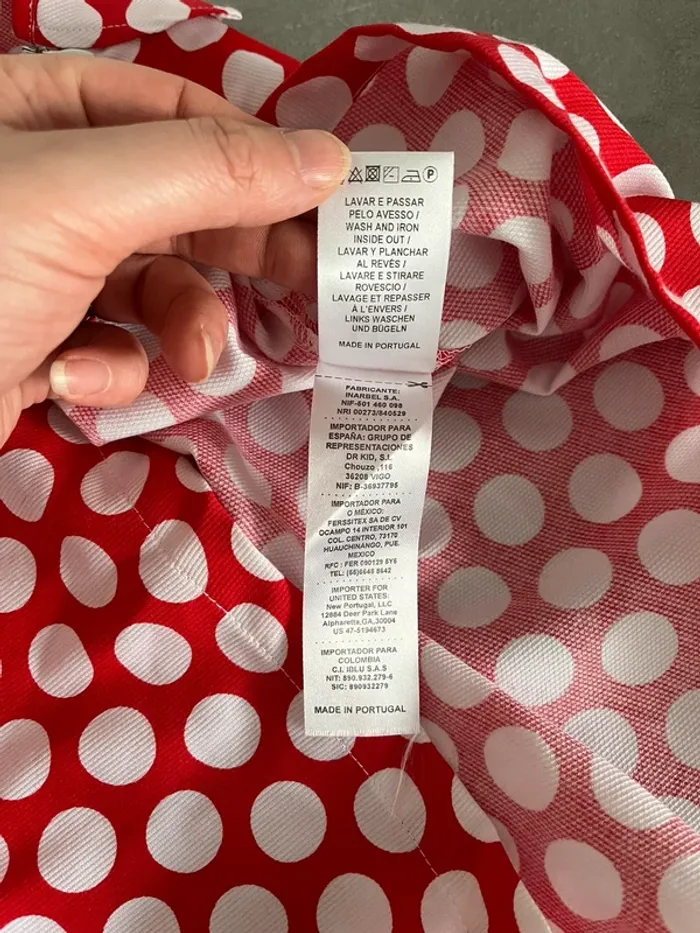 P
LAVAR E PASSAR
PELO AVESSO /
WASH AND IRON
INSIDE OUT /
LAVAR Y PLANCHAR
AL REVÈS /
LAVARE E STIRARE
ROVESCIO /
LAVAGE ET REPASSER
À L'ENVERS /
LINKS WASCHEN
UND BÜGELN
MADE IN PORTUGAL
FABRICANTE:
INARBEL S.A.
NIF-501 460 098
NRI 00273/840529
IMPORTADOR PARA
ESPAÑA: GRUPO DE
REPRESENTACIONES
DR KID, S.L
Chouzo ,116
36208 VIGO
NIF: B-36937795
IMPORTADOR PARA
O MÉXICO:
FERSSITEX SA DE CV
OCAMPO 14 INTERIOR 101
COL. CENTRO, 73170
HUAUCHINANGO, PUE.
MEXICO
RFC : FER 090129 5Y6
TEL: (55)5548 8642
IMPORTER FOR
UNITED STATES:
New Portugal, LLC
12884 Deer Park Lane
Alpharetta,GA,30004
US 47-5194673
IMPORTADOR PARA
COLOMBIA
C.I. IBLU S.A.S
NIT: 890.932.279-6
SIC: 890932279
MADE IN PORTUGAL